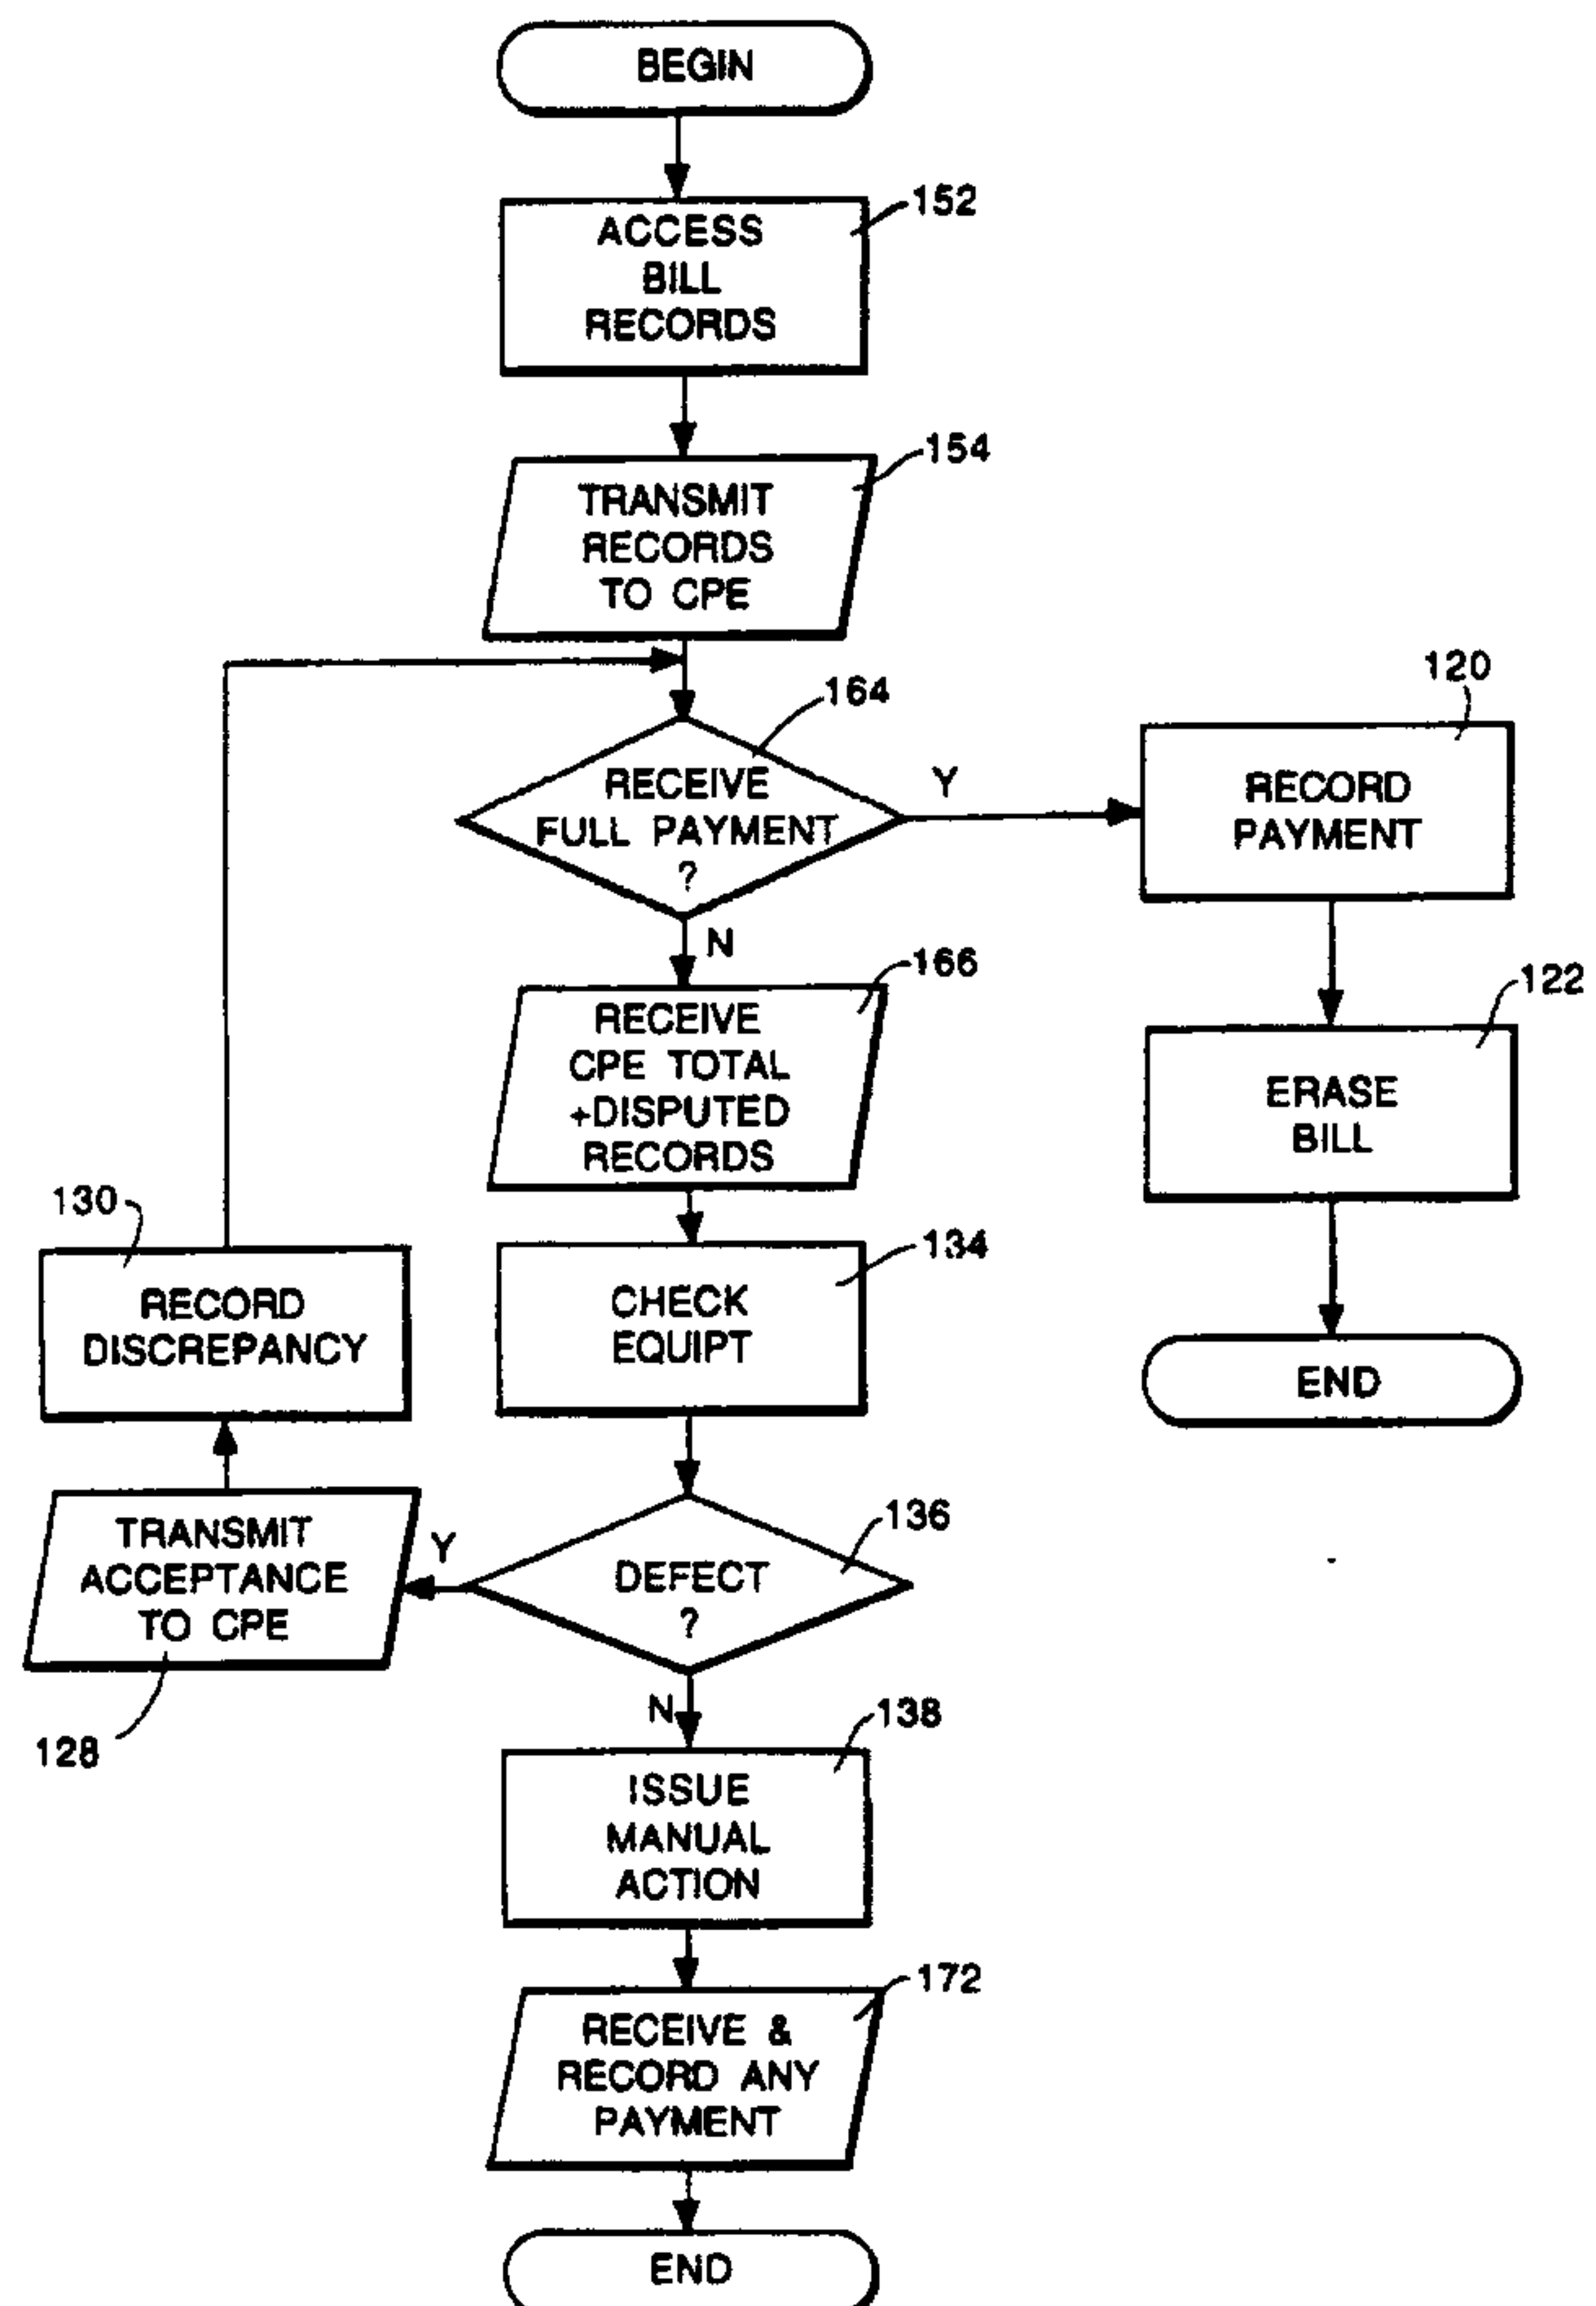 BEGIN
152
ACCESS
BILL
RECORDS
154
TRANSMIT
RECORDS
TO CPE
164
RECEIVE
FULL PAYMENT
?
Y
N
120
RECORD
PAYMENT
122
ERASE
BILL
END
166
RECEIVE
CPE TOTAL
+DISPUTED
RECORDS
134
CHECK
EQUIPT
136
DEFECT
?
Y
N
130
RECORD
DISCREPANCY
TRANSMIT
ACCEPTANCE
TO CPE
128
138
ISSUE
MANUAL
ACTION
172
RECEIVE &
RECORD ANY
PAYMENT
END